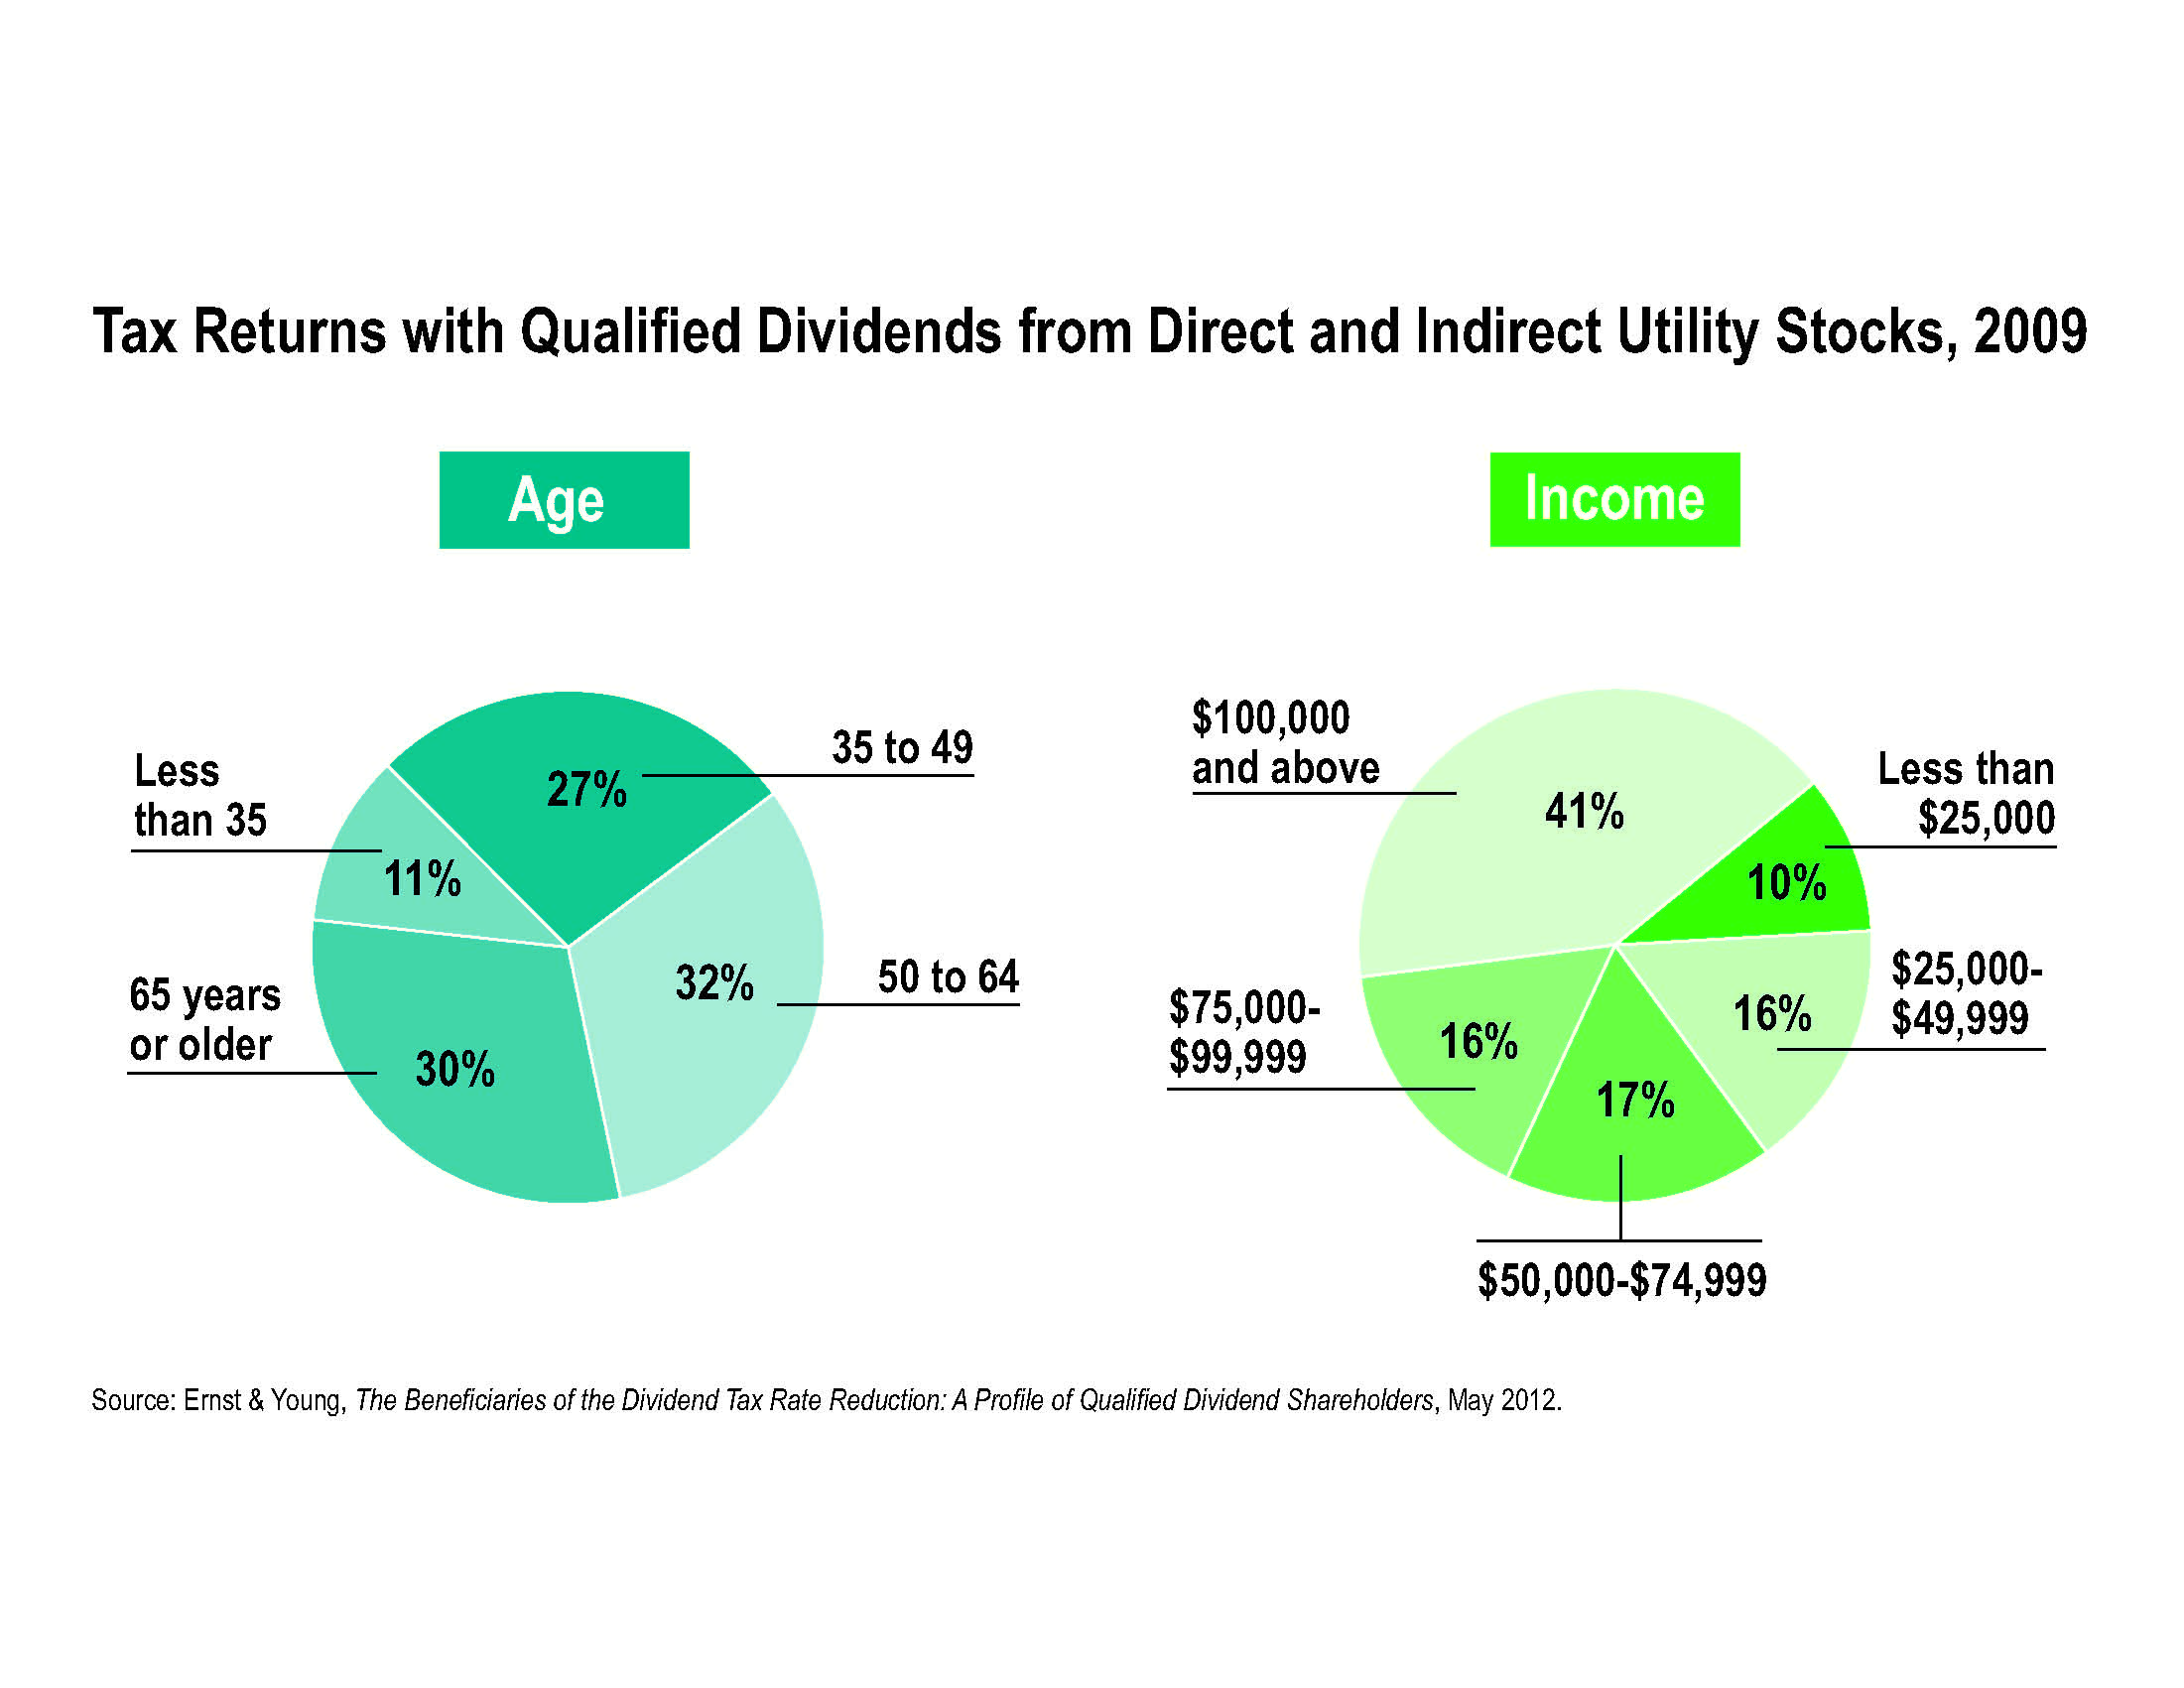 Tax Returns with Qualified Dividends from Direct and Indirect Utility Stocks, 2009
Age
Less
than 35
11%
27%
35 to 49
32%
50 to 64
65 years
or older
30%
Income
$100,000
and above
41%
Less than
$25,000
10%
$25,000-
$49,999
16%
$75,000-
$99,999
16%
17%
$50,000-$74,999
Source: Ernst & Young, The Beneficiaries of the Dividend Tax Rate Reduction: A Profile of Qualified Dividend Shareholders, May 2012.